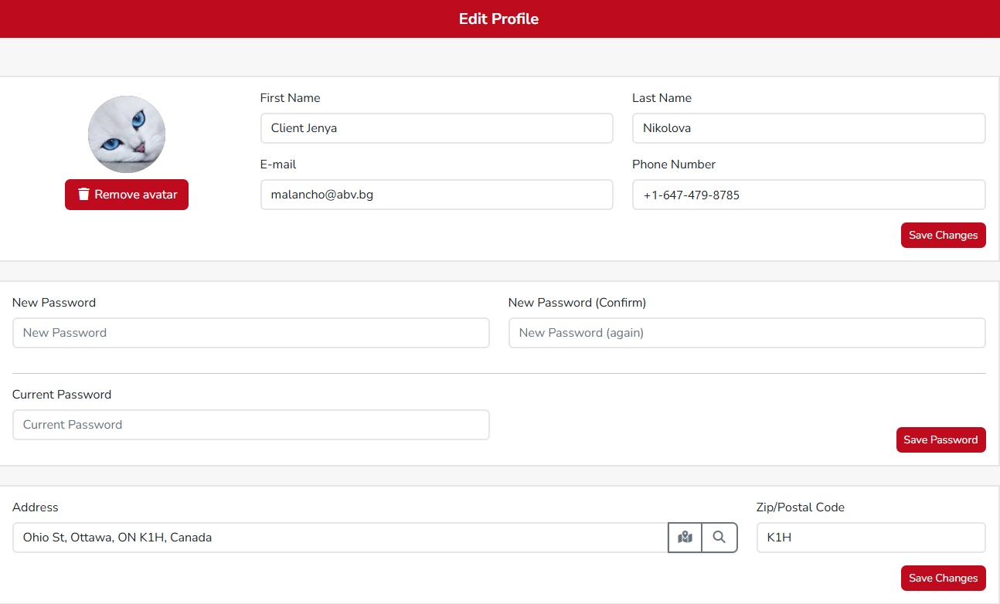 Edit Profile
First Name
Last Name
Client Jenya
Nikolova
E-mail
Phone Number
Remove avatar
malancho@abv.bg
+1-647-479-8785
Save Changes
New Password
New Password (Confirm)
New Password
New Password (again)
Current Password
Current Password
Save Password
Address
Zip/Postal Code
Ohio St, Ottawa, ON K1H, Canada
K1H
Save Changes